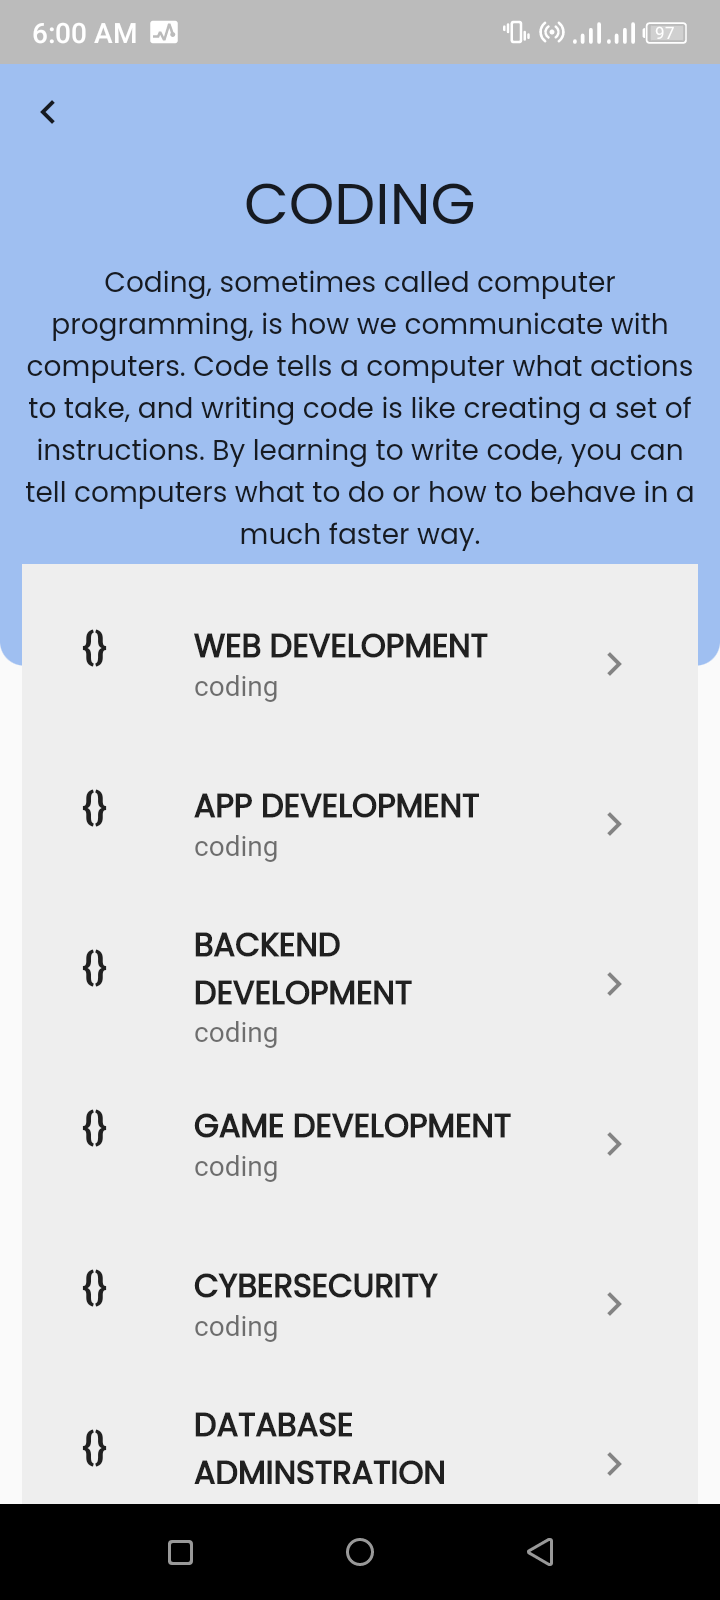 6:00 AM
97
CODING
Coding, sometimes called computer
programming, is how we communicate with
computers. Code tells a computer what actions
to take, and writing code is like creating a set of
instructions. By learning to write code, you can
tell computers what to do or how to behave in a
much faster way.
{} WEB DEVELOPMENT
coding
{} APP DEVELOPMENT
coding
{} BACKEND
DEVELOPMENT
coding
{} GAME DEVELOPMENT
coding
{} CYBERSECURITY
coding
{} DATABASE
ADMINSTRATION